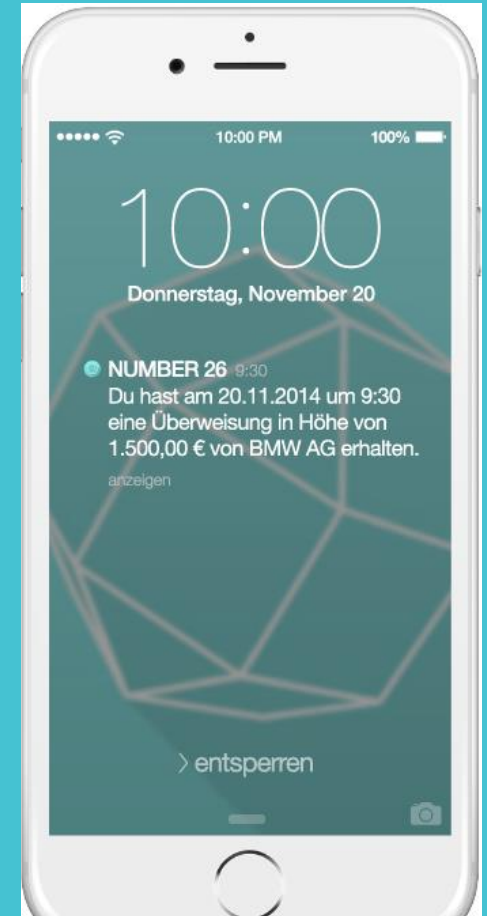 10:00 PM
100%
10:00
Donnerstag, November 20
NUMBER 26 9:30
Du hast am 20.11.2014 um 9:30
eine Überweisung in Höhe von
1.500,00 € von BMW AG erhalten.
anzeigen
> entsperren